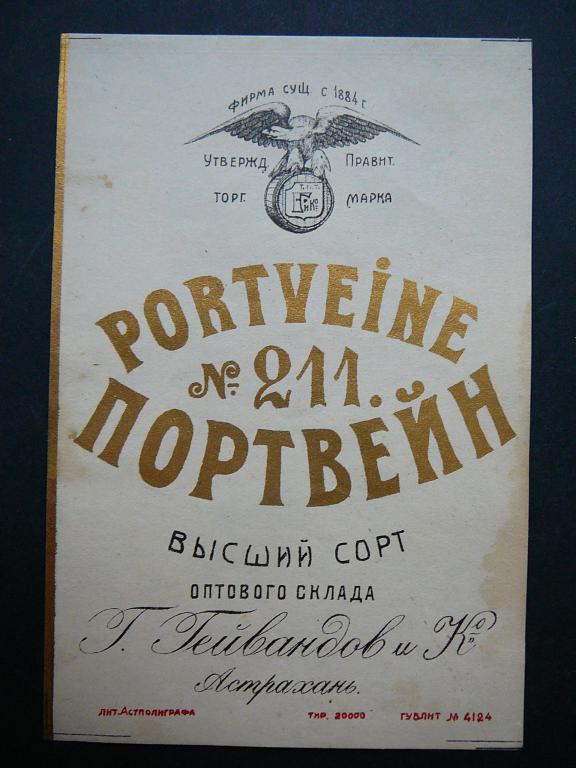 ФИРМА СУЩ. С 1884 Г.
УТВЕРЖД. ПРАВИТ.
ТОРГ. МАРКА
PORTVEINE
№ 211.
ПОРТВЕЙН
ВЫСШИЙ СОРТ
ОПТОВОГО СКЛАДА
Г. Гейвандов и Ко
Астрахань.
ЛИТ. АСТПОЛИГРАФА ТИР. 20000 ГУБЛИТ № 4124